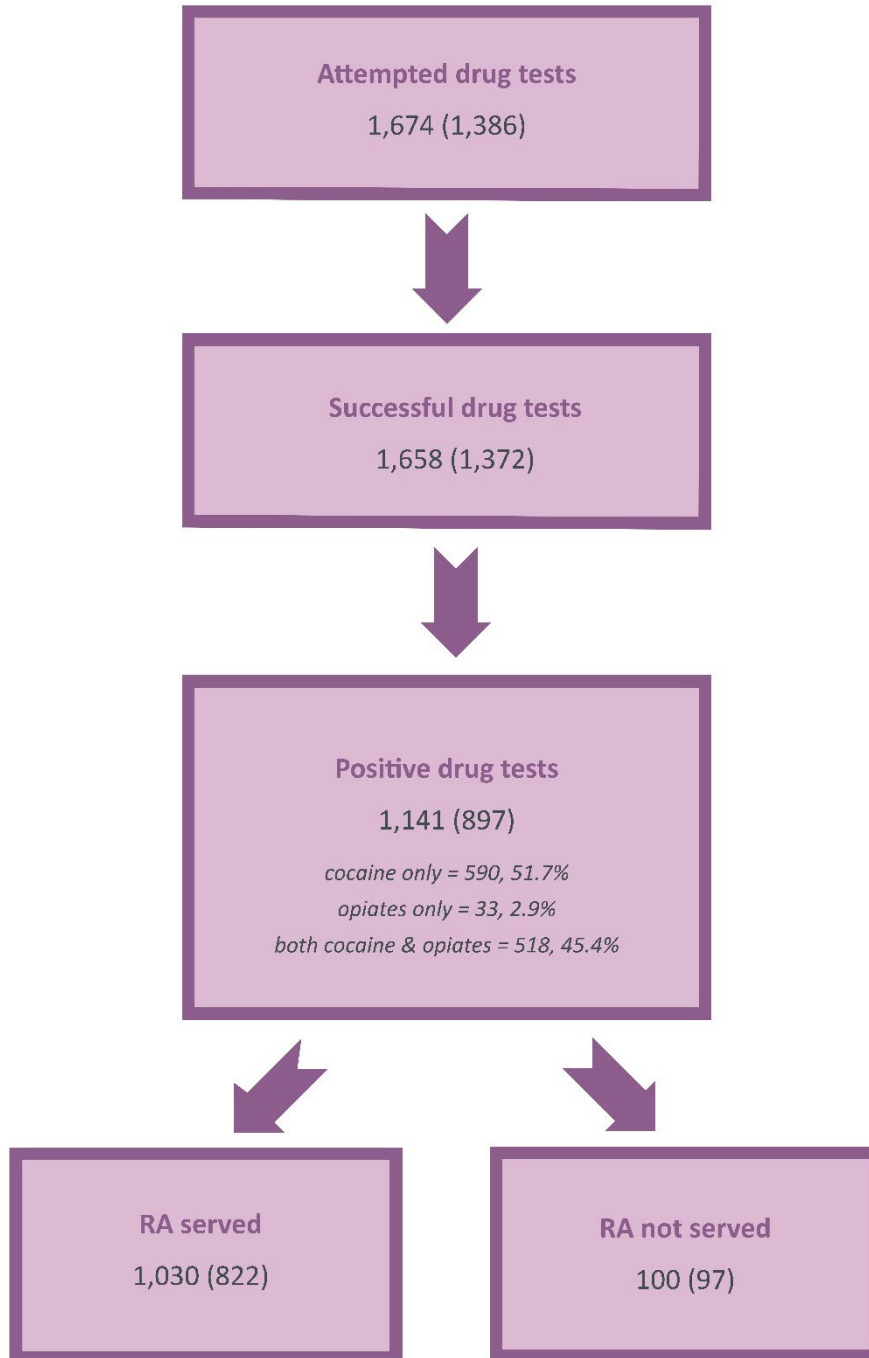 Attempted drug tests
1,674 (1,386)
Successful drug tests
1,658 (1,372)
Positive drug tests
1,141 (897)
cocaine only = 590, 51.7%
opiates only = 33, 2.9%
both cocaine & opiates = 518, 45.4%
RA served
1,030 (822)
RA not served
100 (97)